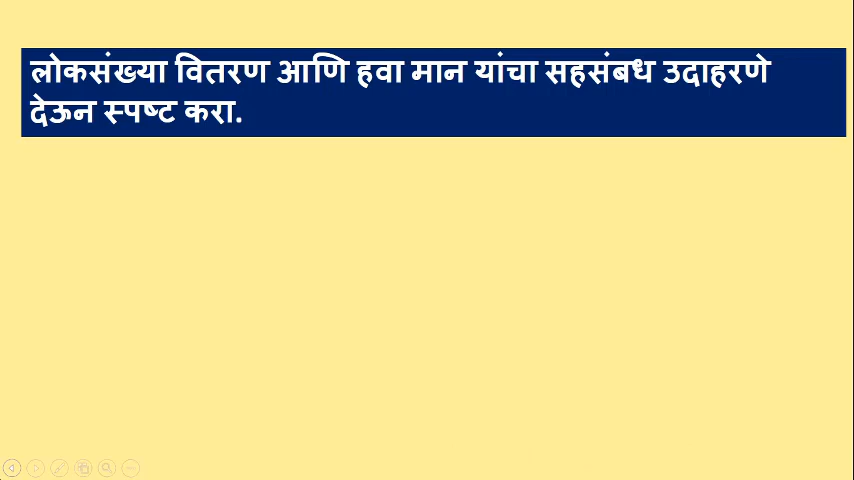 लोकसंख्या वितरण आणि हवा मान यांचा सहसंबध उदाहरणे
देऊन स्पष्ट करा.